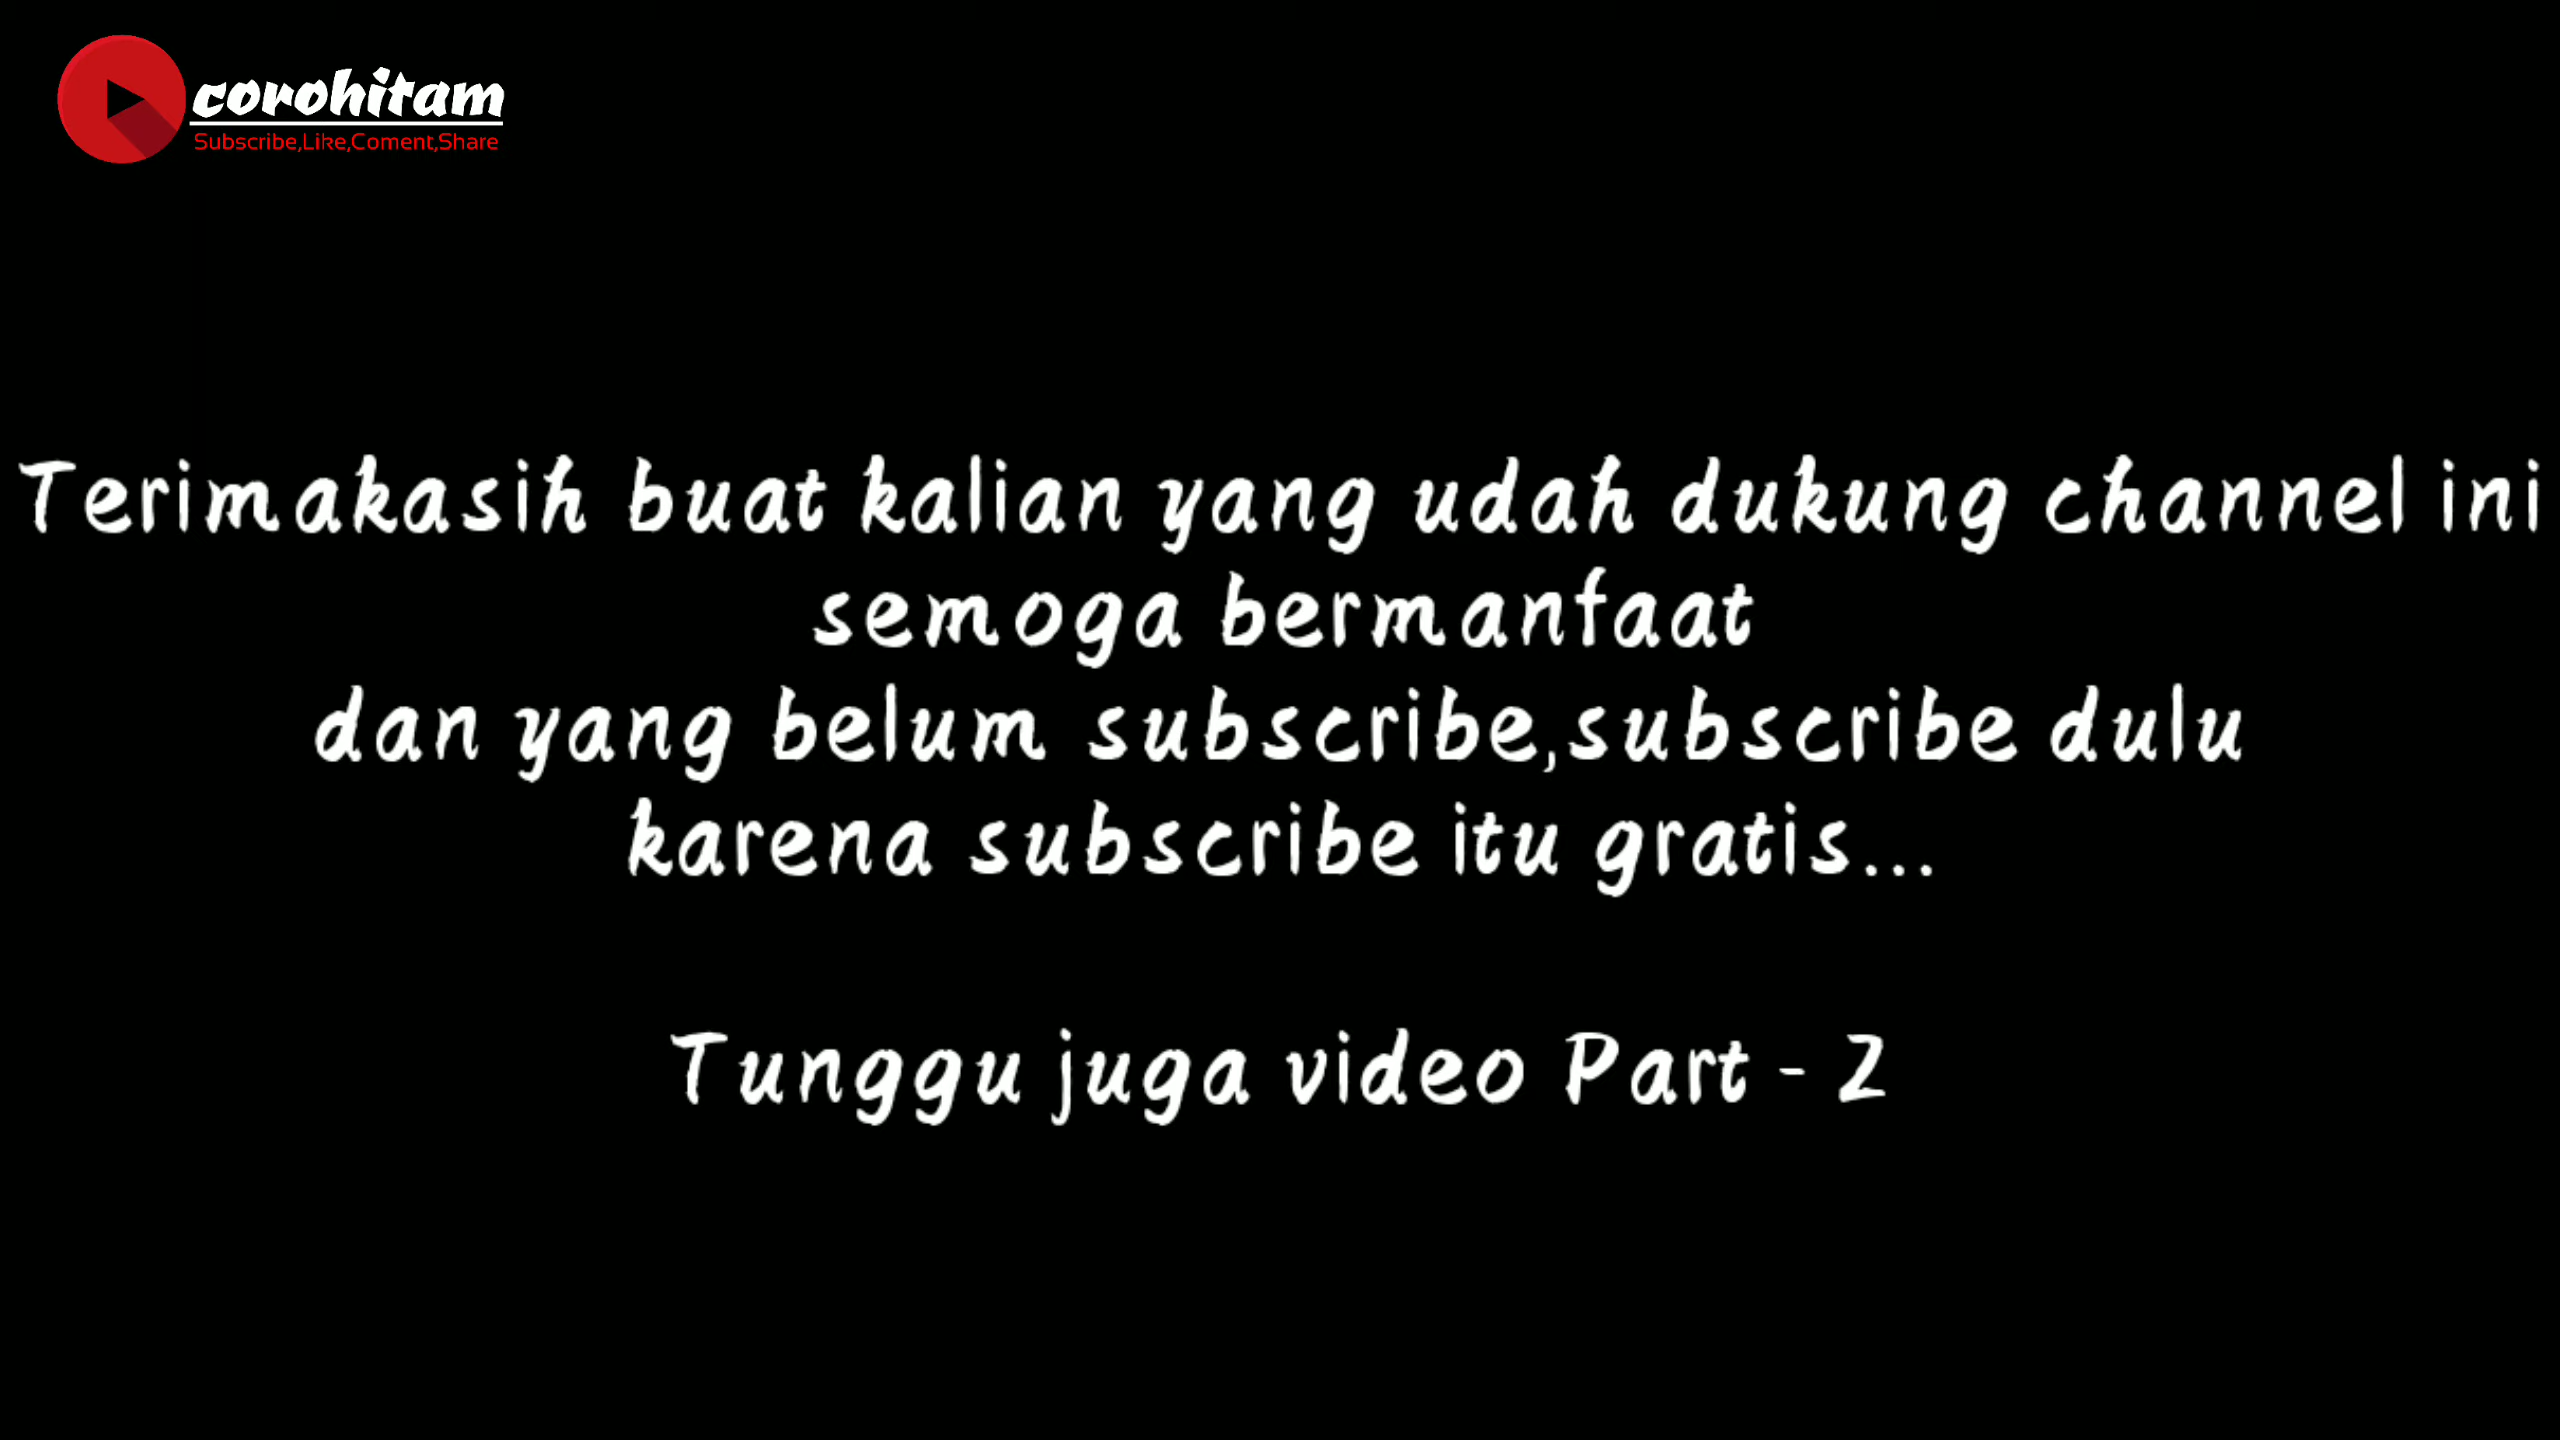 corohitam
Subscribe,Like,Coment,Share
Terimakasih buat kalian yang udah dukung channel ini
semoga bermanfaat
dan yang belum subscribe,subscribe dulu
karena subscribe itu gratis...
Tunggu juga video Part - 2